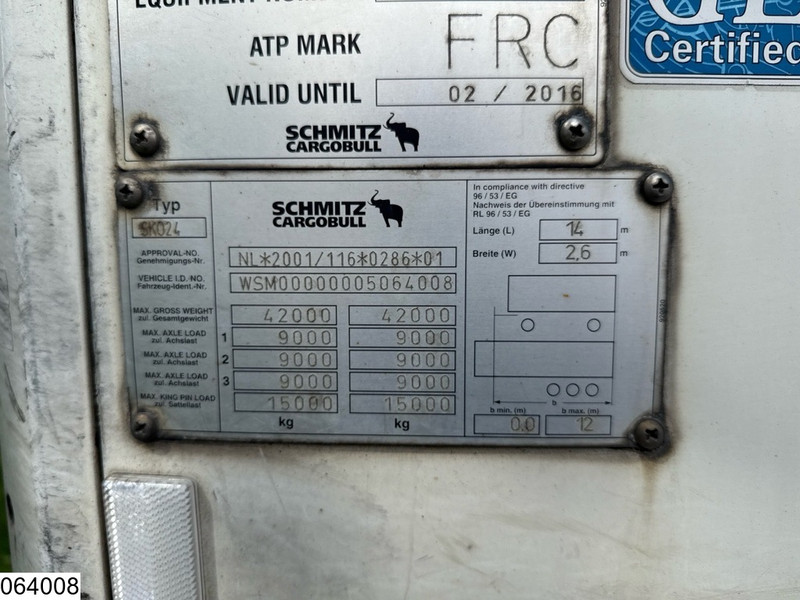 ATP MARK FRC
VALID UNTIL 02 / 2016
SCHMITZ
CARGOBULL
Certified
Typ
SKO24
SCHMITZ
CARGOBULL
In compliance with directive
96 / 53 / EG
Nachweis der Übereinstimmung mit
RL 96 / 53 / EG
Länge (L) 14 m
Breite (W) 2,6 m
APPROVAL-NO.
Genehmigungs-Nr.
NL*2001/116*0286*01
VEHICLE I.D.-NO.
Fahrzeug-Ident.-Nr.
WSM00000005064008
MAX. GROSS WEIGHT
zul. Gesamtgewicht
42000 42000
MAX. AXLE LOAD
zul. Achslast
1 9000 9000
MAX. AXLE LOAD
zul. Achslast
2 9000 9000
MAX. AXLE LOAD
zul. Achslast
3 9000 9000
MAX. KING PIN LOAD
zul. Sattellast
15000 15000
kg kg
b
b min. (m) b max. (m)
0.0 12
064008